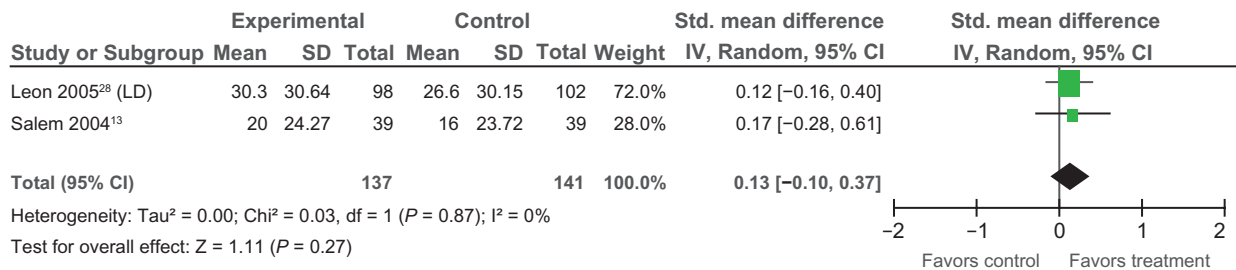 Experimental Control Std. mean difference Std. mean difference
Study or Subgroup Mean SD Total Mean SD Total Weight IV, Random, 95% CI IV, Random, 95% CI
Leon 2005²⁸ (LD) 30.3 30.64 98 26.6 30.15 102 72.0% 0.12 [−0.16, 0.40]
Salem 2004¹³ 20 24.27 39 16 23.72 39 28.0% 0.17 [−0.28, 0.61]
Total (95% CI) 137 141 100.0% 0.13 [−0.10, 0.37]
Heterogeneity: Tau² = 0.00; Chi² = 0.03, df = 1 (P = 0.87); I² = 0%
Test for overall effect: Z = 1.11 (P = 0.27)
−2 −1 0 1 2
Favors control Favors treatment